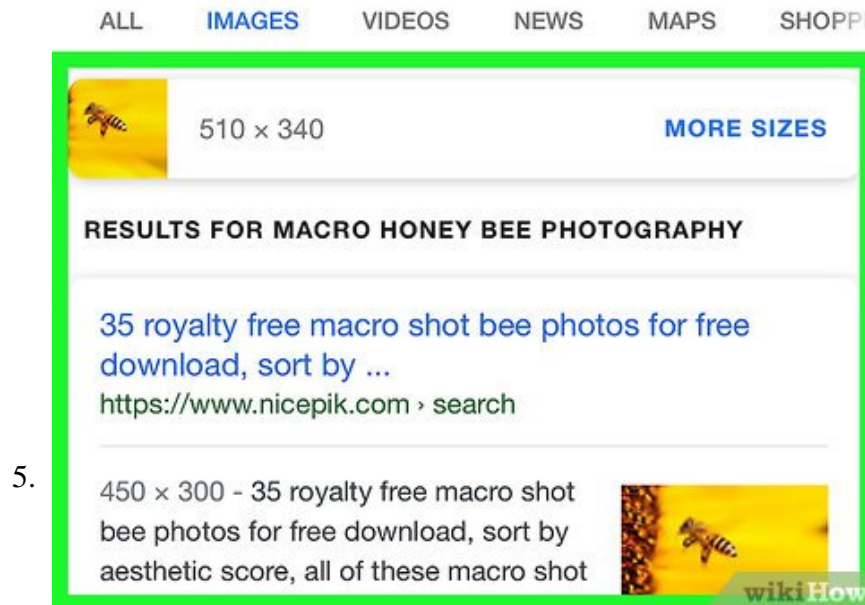 ALL IMAGES VIDEOS NEWS MAPS SHOPP
510 × 340 MORE SIZES
RESULTS FOR MACRO HONEY BEE PHOTOGRAPHY
35 royalty free macro shot bee photos for free
download, sort by ...
https://www.nicepik.com › search
5.
450 × 300 - 35 royalty free macro shot
bee photos for free download, sort by
aesthetic score, all of these macro shot
wikiHow